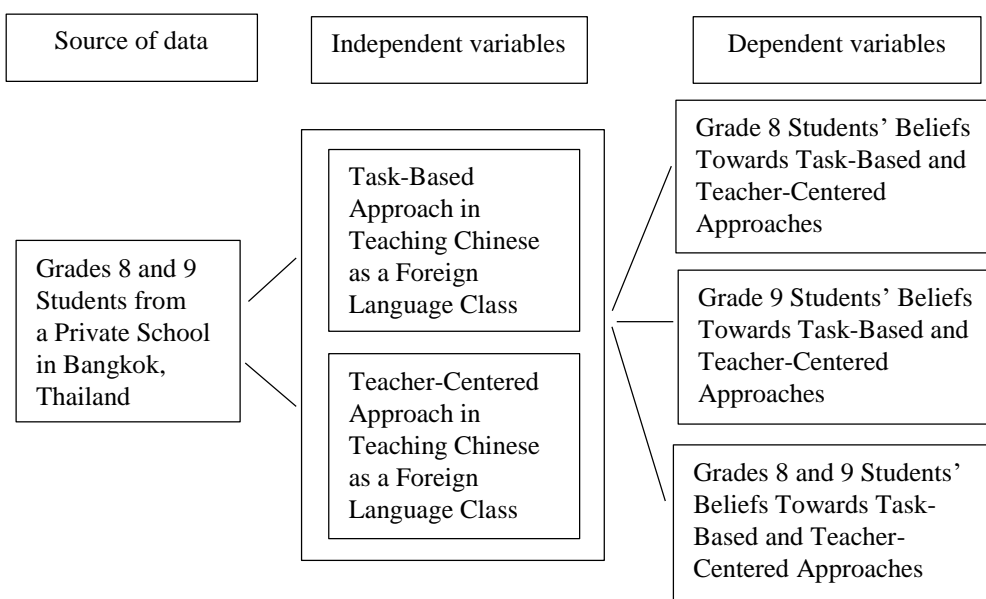 Source of data
Independent variables
Dependent variables
Grades 8 and 9
Students from
a Private School
in Bangkok,
Thailand
Task-Based
Approach in
Teaching Chinese
as a Foreign
Language Class
Teacher-Centered
Approach in
Teaching Chinese
as a Foreign
Language Class
Grade 8 Students’ Beliefs
Towards Task-Based and
Teacher-Centered
Approaches
Grade 9 Students’ Beliefs
Towards Task-Based and
Teacher-Centered
Approaches
Grades 8 and 9 Students’
Beliefs Towards Task-
Based and Teacher-
Centered Approaches